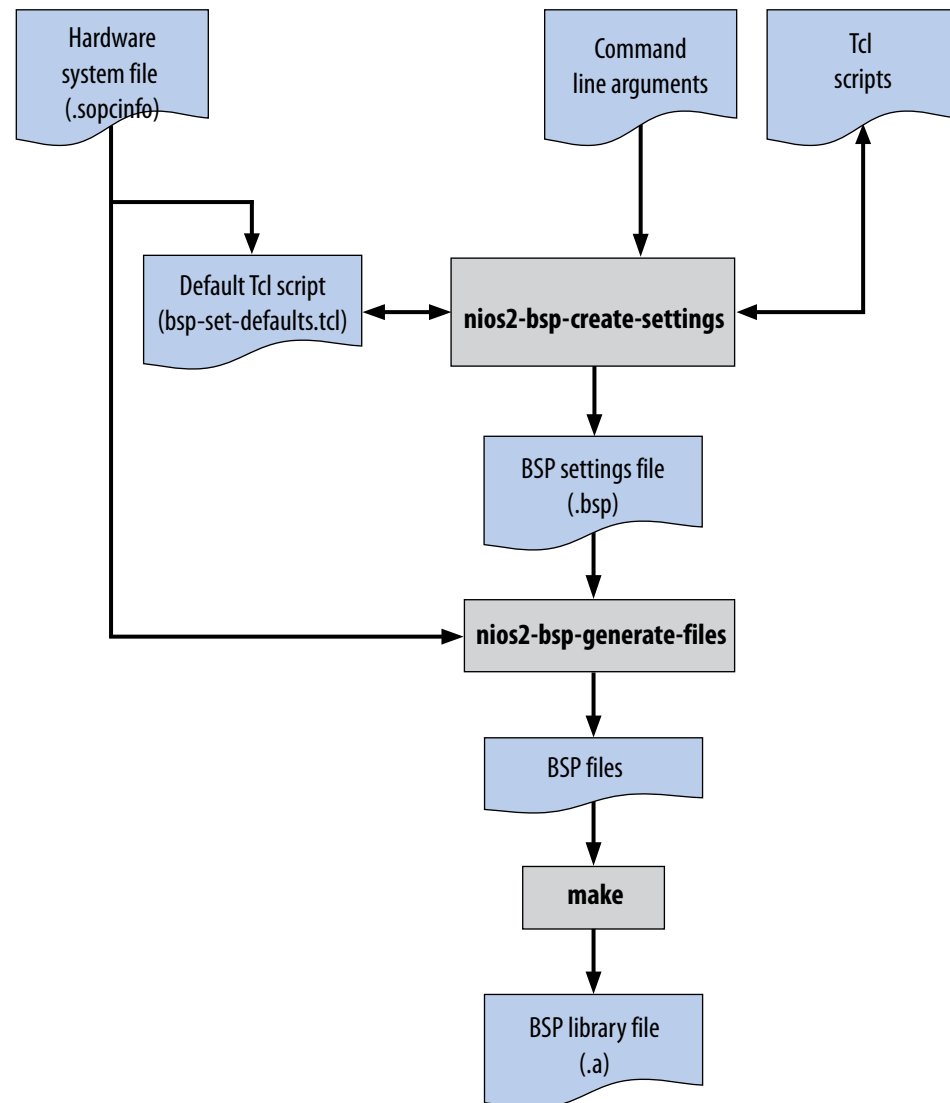 Hardware
system file
(.sopcinfo)
Command
line arguments
Tcl
scripts
Default Tcl script
(bsp-set-defaults.tcl)
nios2-bsp-create-settings
BSP settings file
(.bsp)
nios2-bsp-generate-files
BSP files
make
BSP library file
(.a)